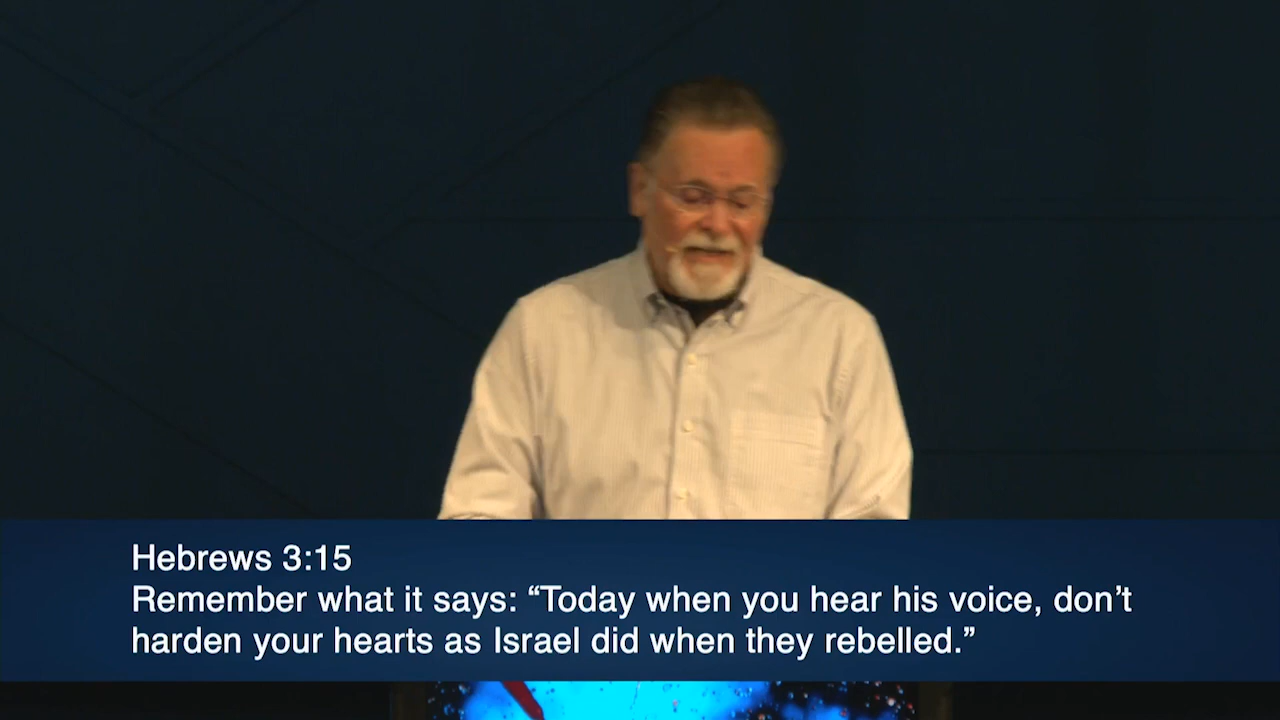 Hebrews 3:15
Remember what it says: “Today when you hear his voice, don’t
harden your hearts as Israel did when they rebelled.”